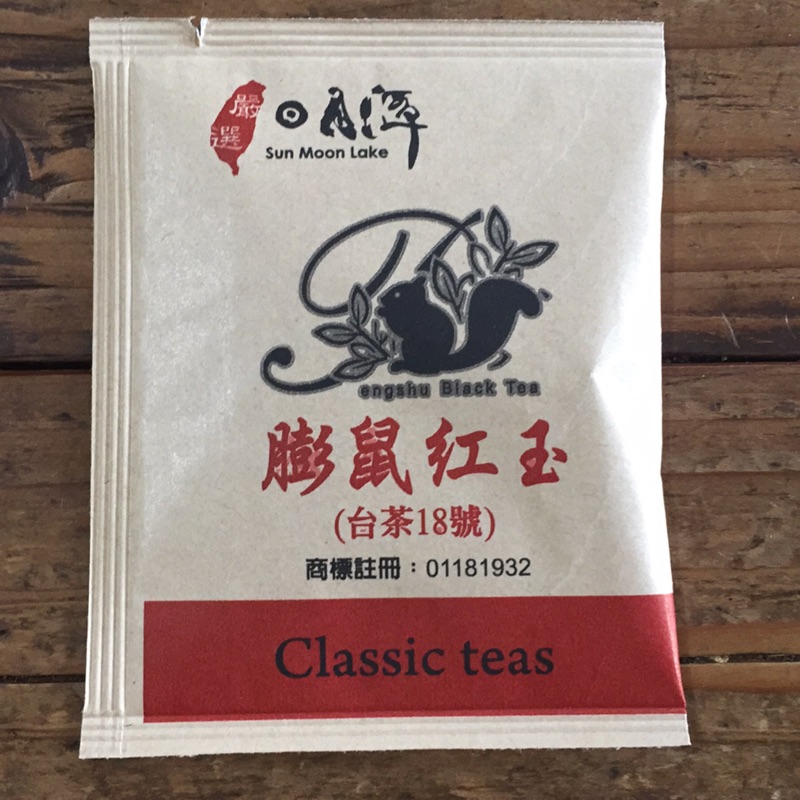 嚴選
日月潭
Sun Moon Lake
Pengshu Black Tea
膨鼠紅玉
(台茶18號)
商標註冊：01181932
Classic teas